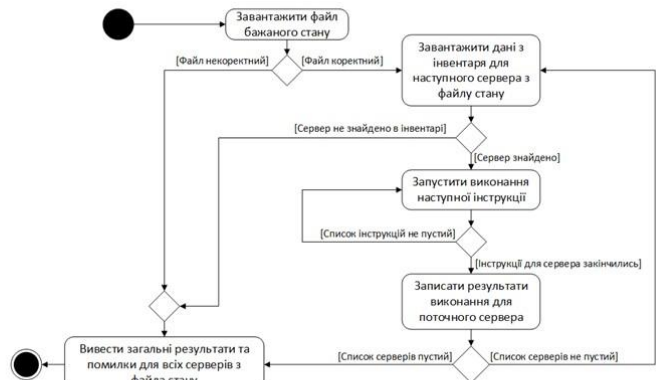 Завантажити файл
бажаного стану
[Файл некоректний]
[Файл коректний]
Завантажити дані з
інвентаря для
наступного сервера з
файлу стану
[Сервер не знайдено в інвентарі]
[Сервер знайдено]
Запустити виконання
наступної інструкції
[Список інструкцій не пустий]
[Інструкції для сервера закінчились]
Записати результати
виконання для
поточного сервера
Вивести загальні результати та
помилки для всіх серверів з
файла стану
[Список серверів пустий]
[Список серверів не пустий]